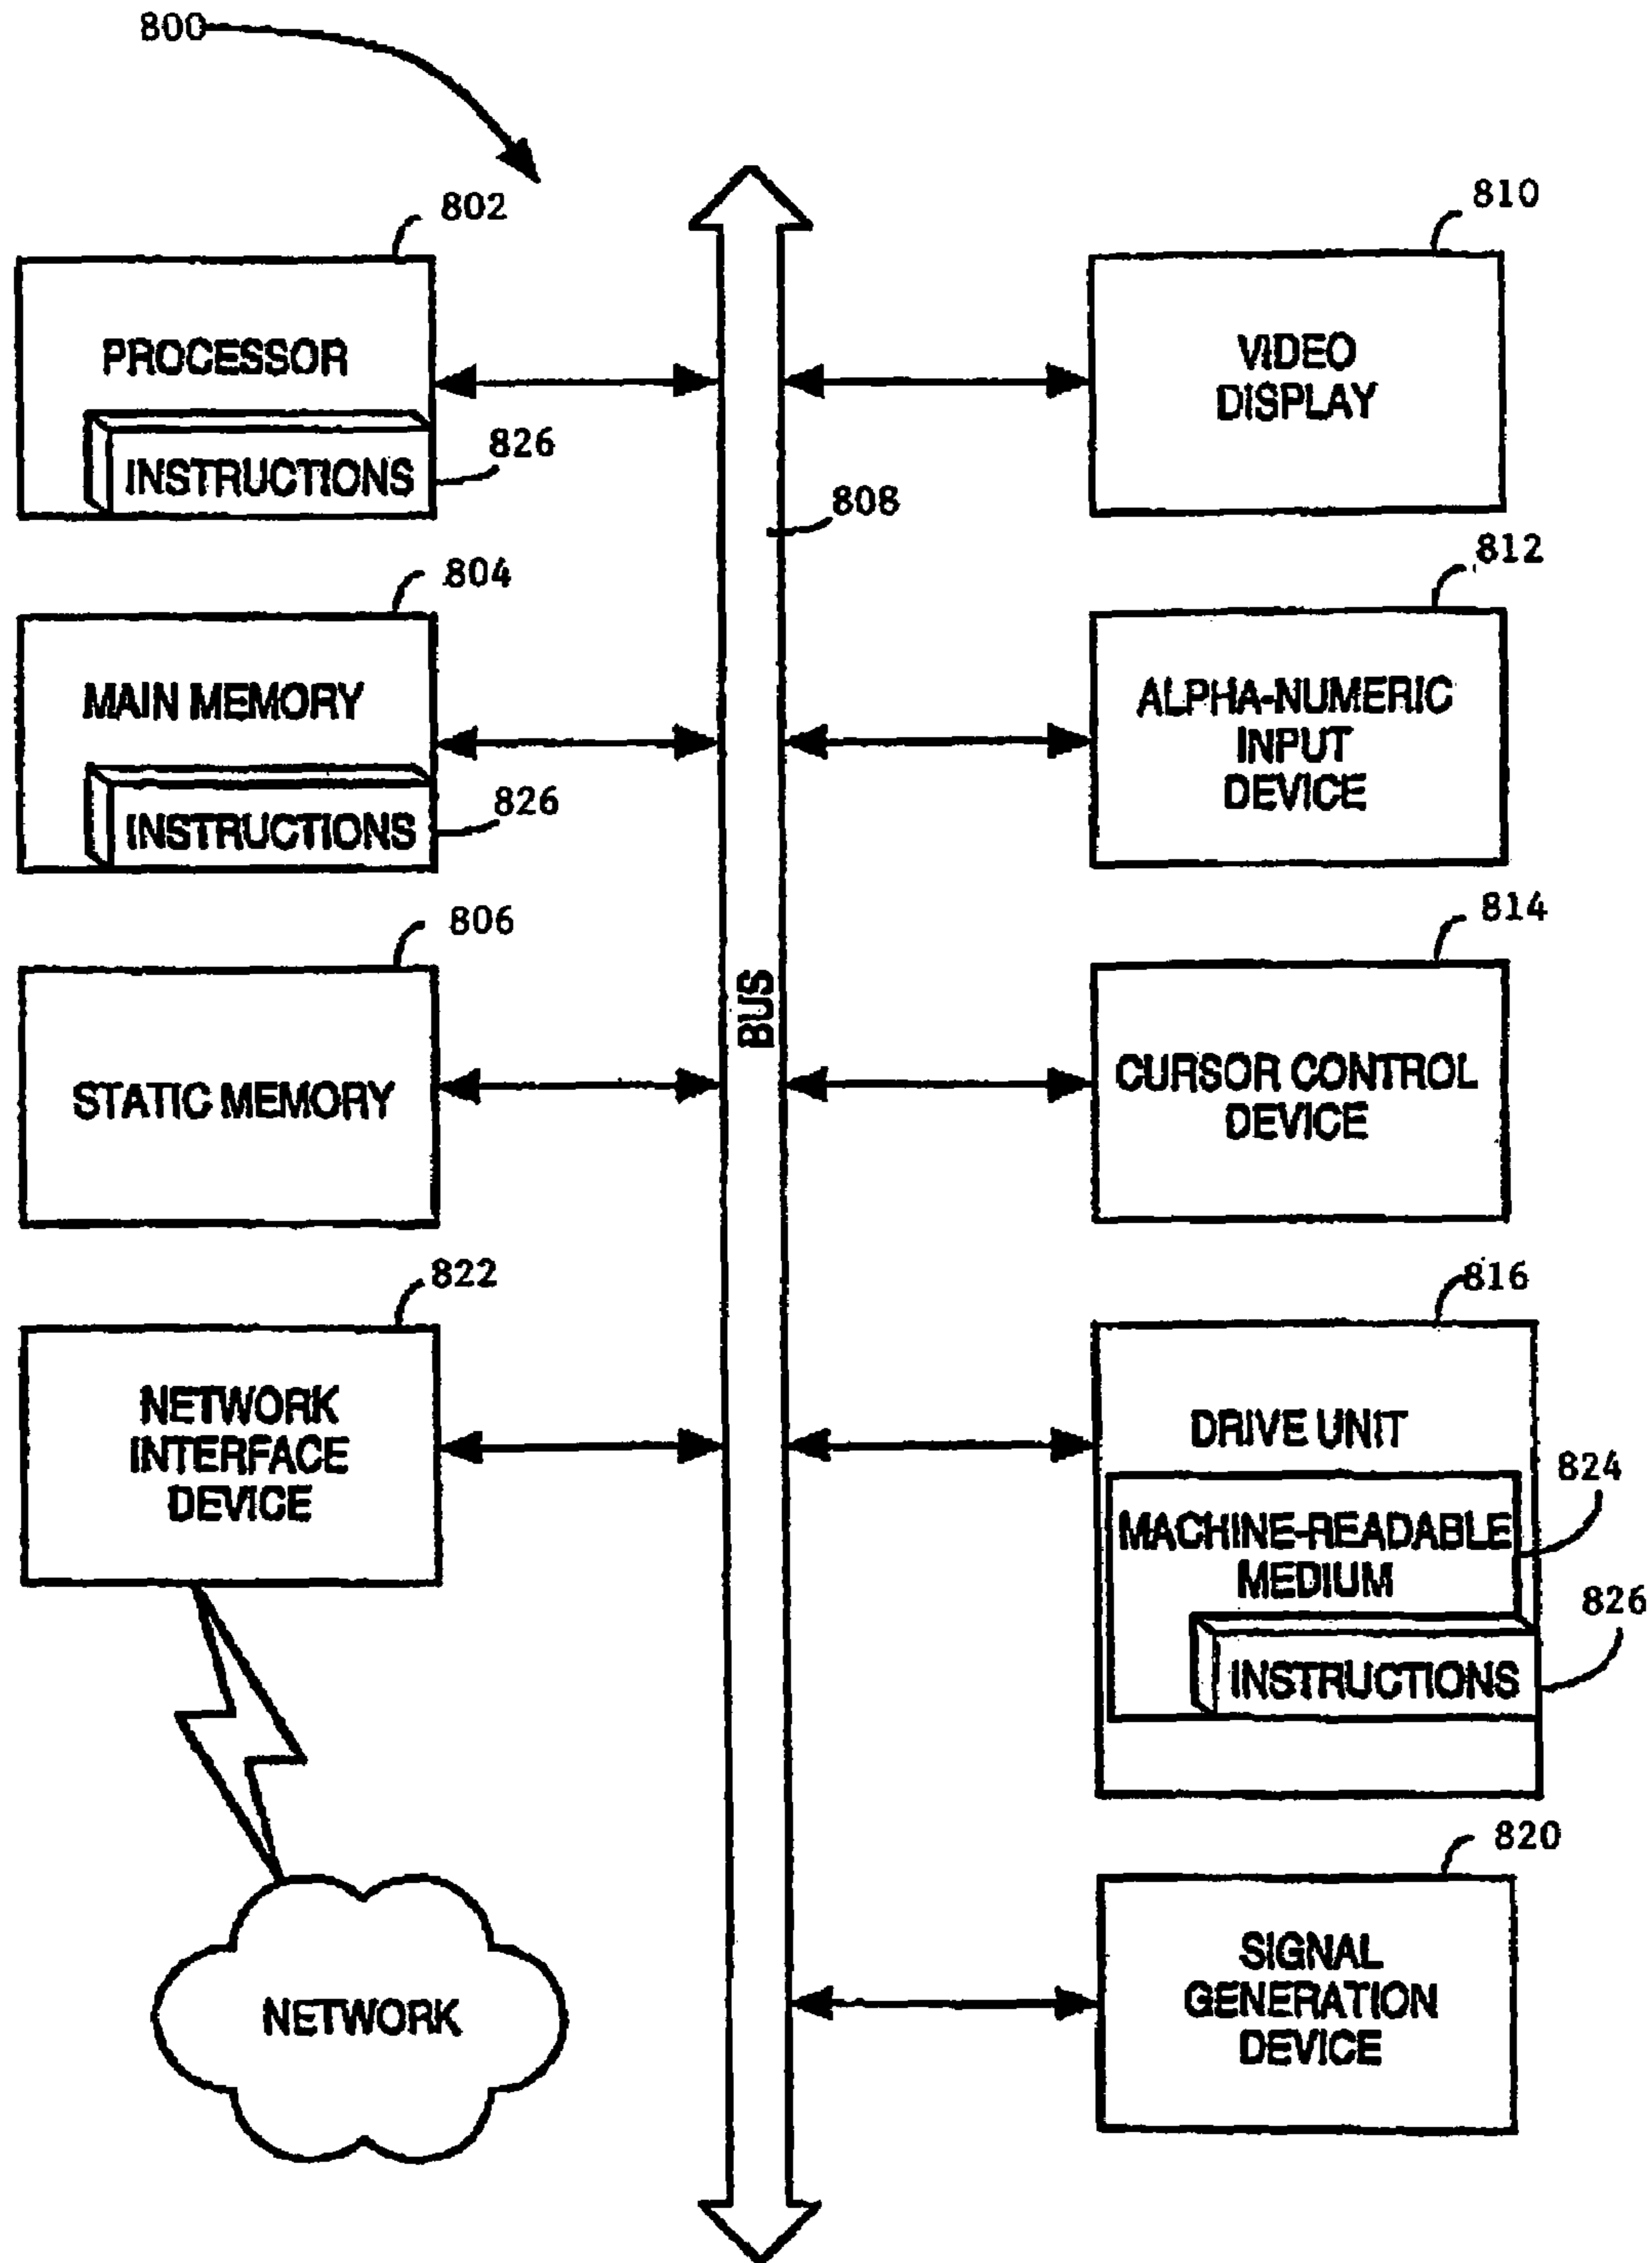 800
802
PROCESSOR
INSTRUCTIONS
826
804
MAIN MEMORY
INSTRUCTIONS
826
806
STATIC MEMORY
822
NETWORK
INTERFACE
DEVICE
NETWORK
808
BUS
810
VIDEO
DISPLAY
812
ALPHA-NUMERIC
INPUT
DEVICE
814
CURSOR CONTROL
DEVICE
816
DRIVE UNIT
824
MACHINE-READABLE
MEDIUM
826
INSTRUCTIONS
820
SIGNAL
GENERATION
DEVICE